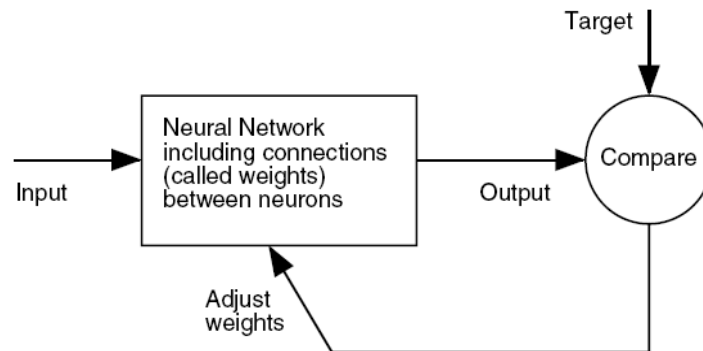 Target
Neural Network
including connections
(called weights)
between neurons
Compare
Input
Output
Adjust
weights